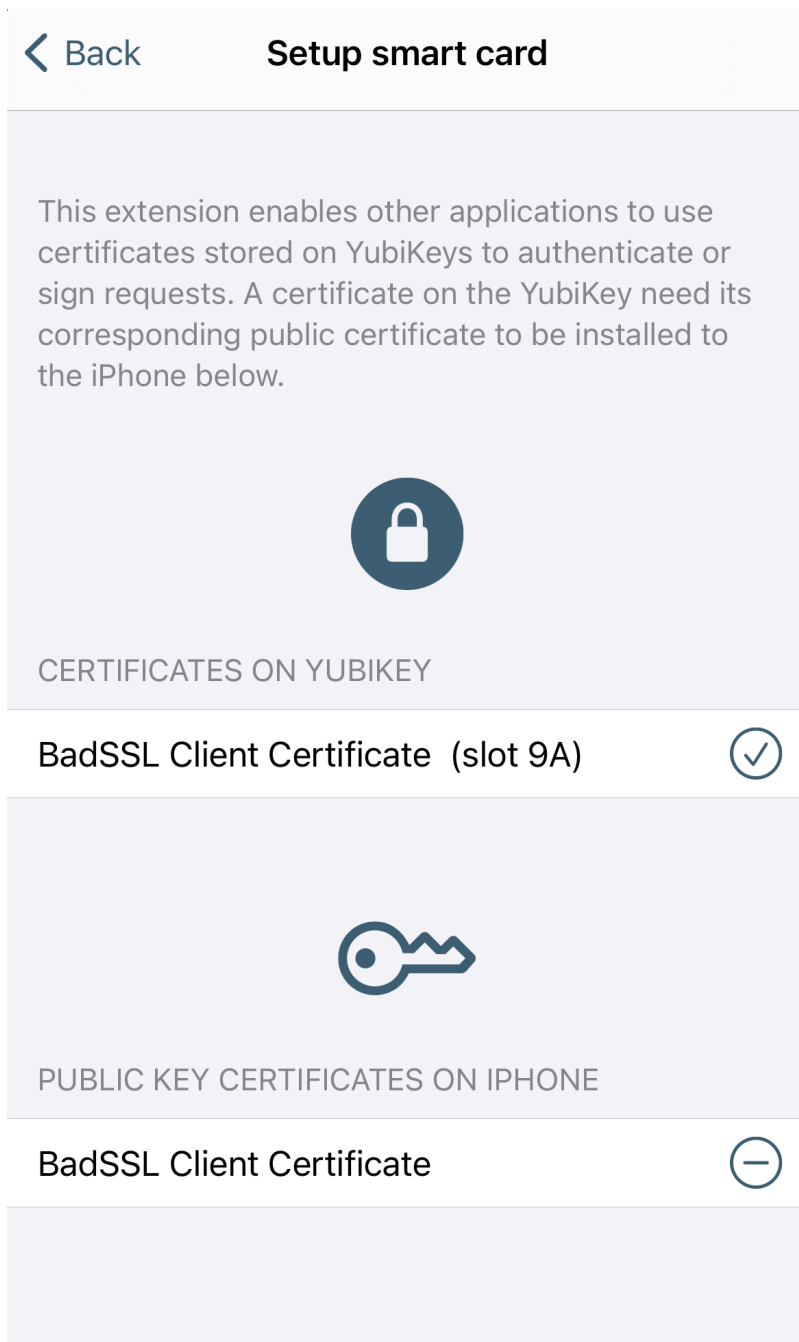 Back
Setup smart card
This extension enables other applications to use
certificates stored on YubiKeys to authenticate or
sign requests. A certificate on the YubiKey need its
corresponding public certificate to be installed to
the iPhone below.
CERTIFICATES ON YUBIKEY
BadSSL Client Certificate (slot 9A)
PUBLIC KEY CERTIFICATES ON IPHONE
BadSSL Client Certificate